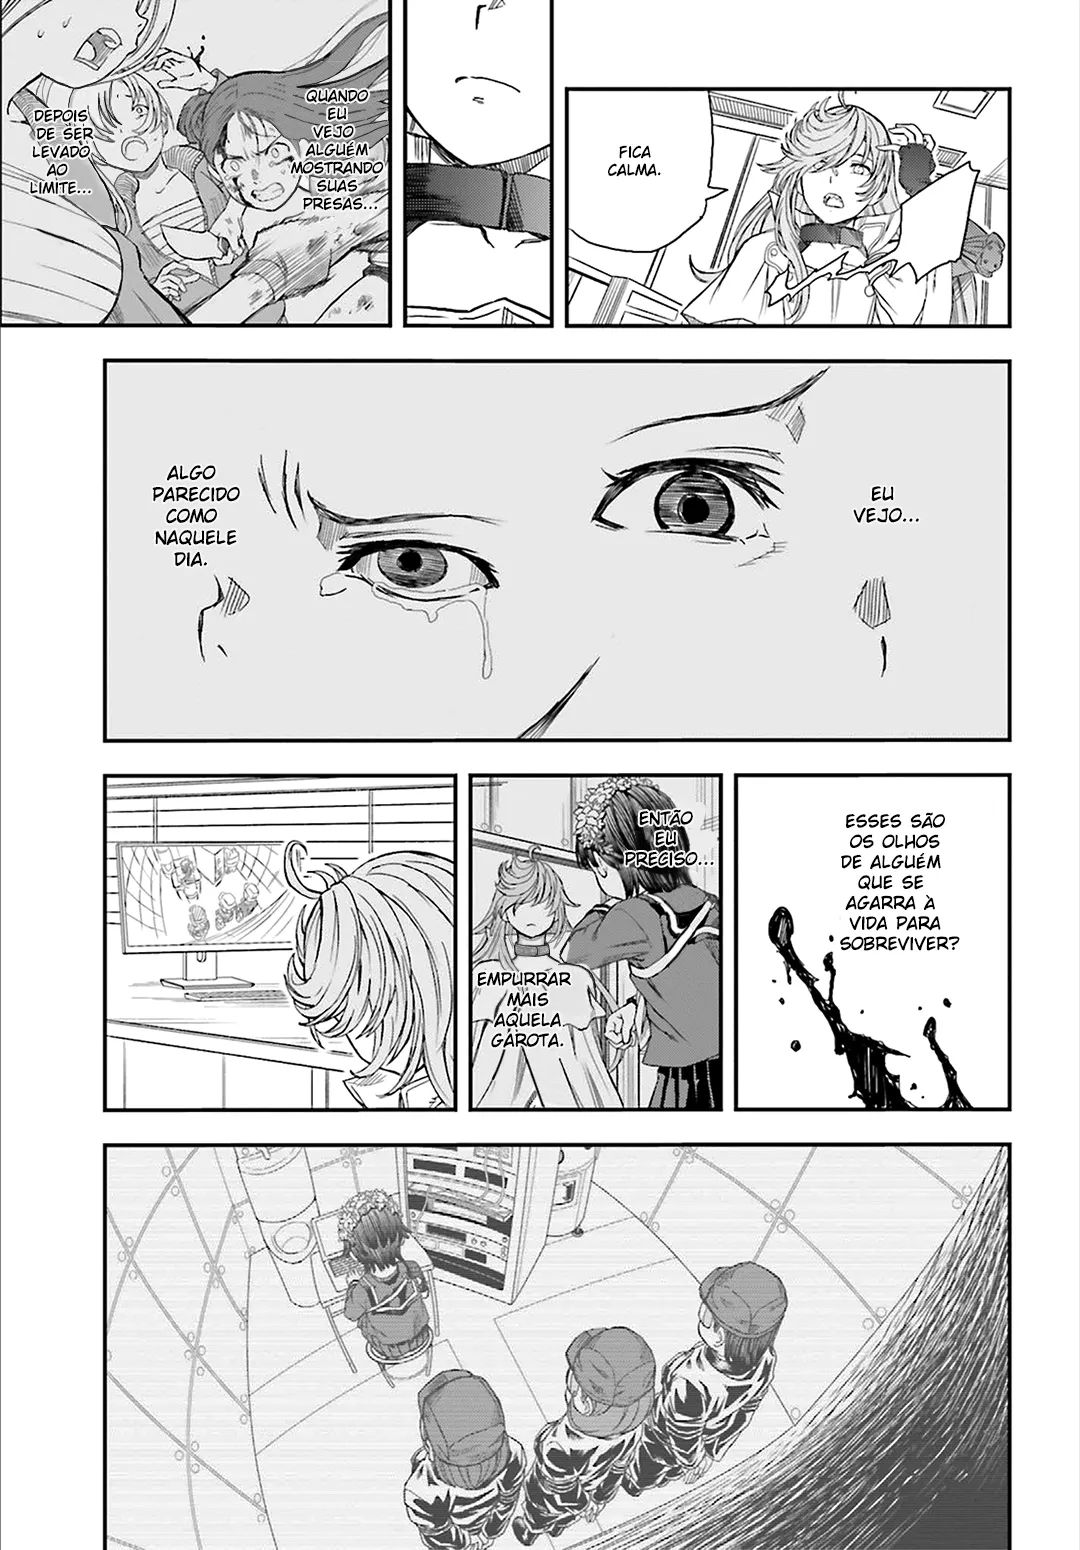 FICA
CALMA.
QUANDO
EU
VEJO
ALGUÉM
MOSTRANDO
SUAS
PRESAS...
DEPOIS
DE SER
LEVADO
AO
LIMITE...
EU
VEJO...
ALGO
PARECIDO
COMO
NAQUELE
DIA.
ESSES SÃO
OS OLHOS
DE ALGUÉM
QUE SE
AGARRA À
VIDA PARA
SOBREVIVER?
ENTÃO
EU
PRECISO...
EMPURRAR
MAIS
AQUELA
GAROTA.